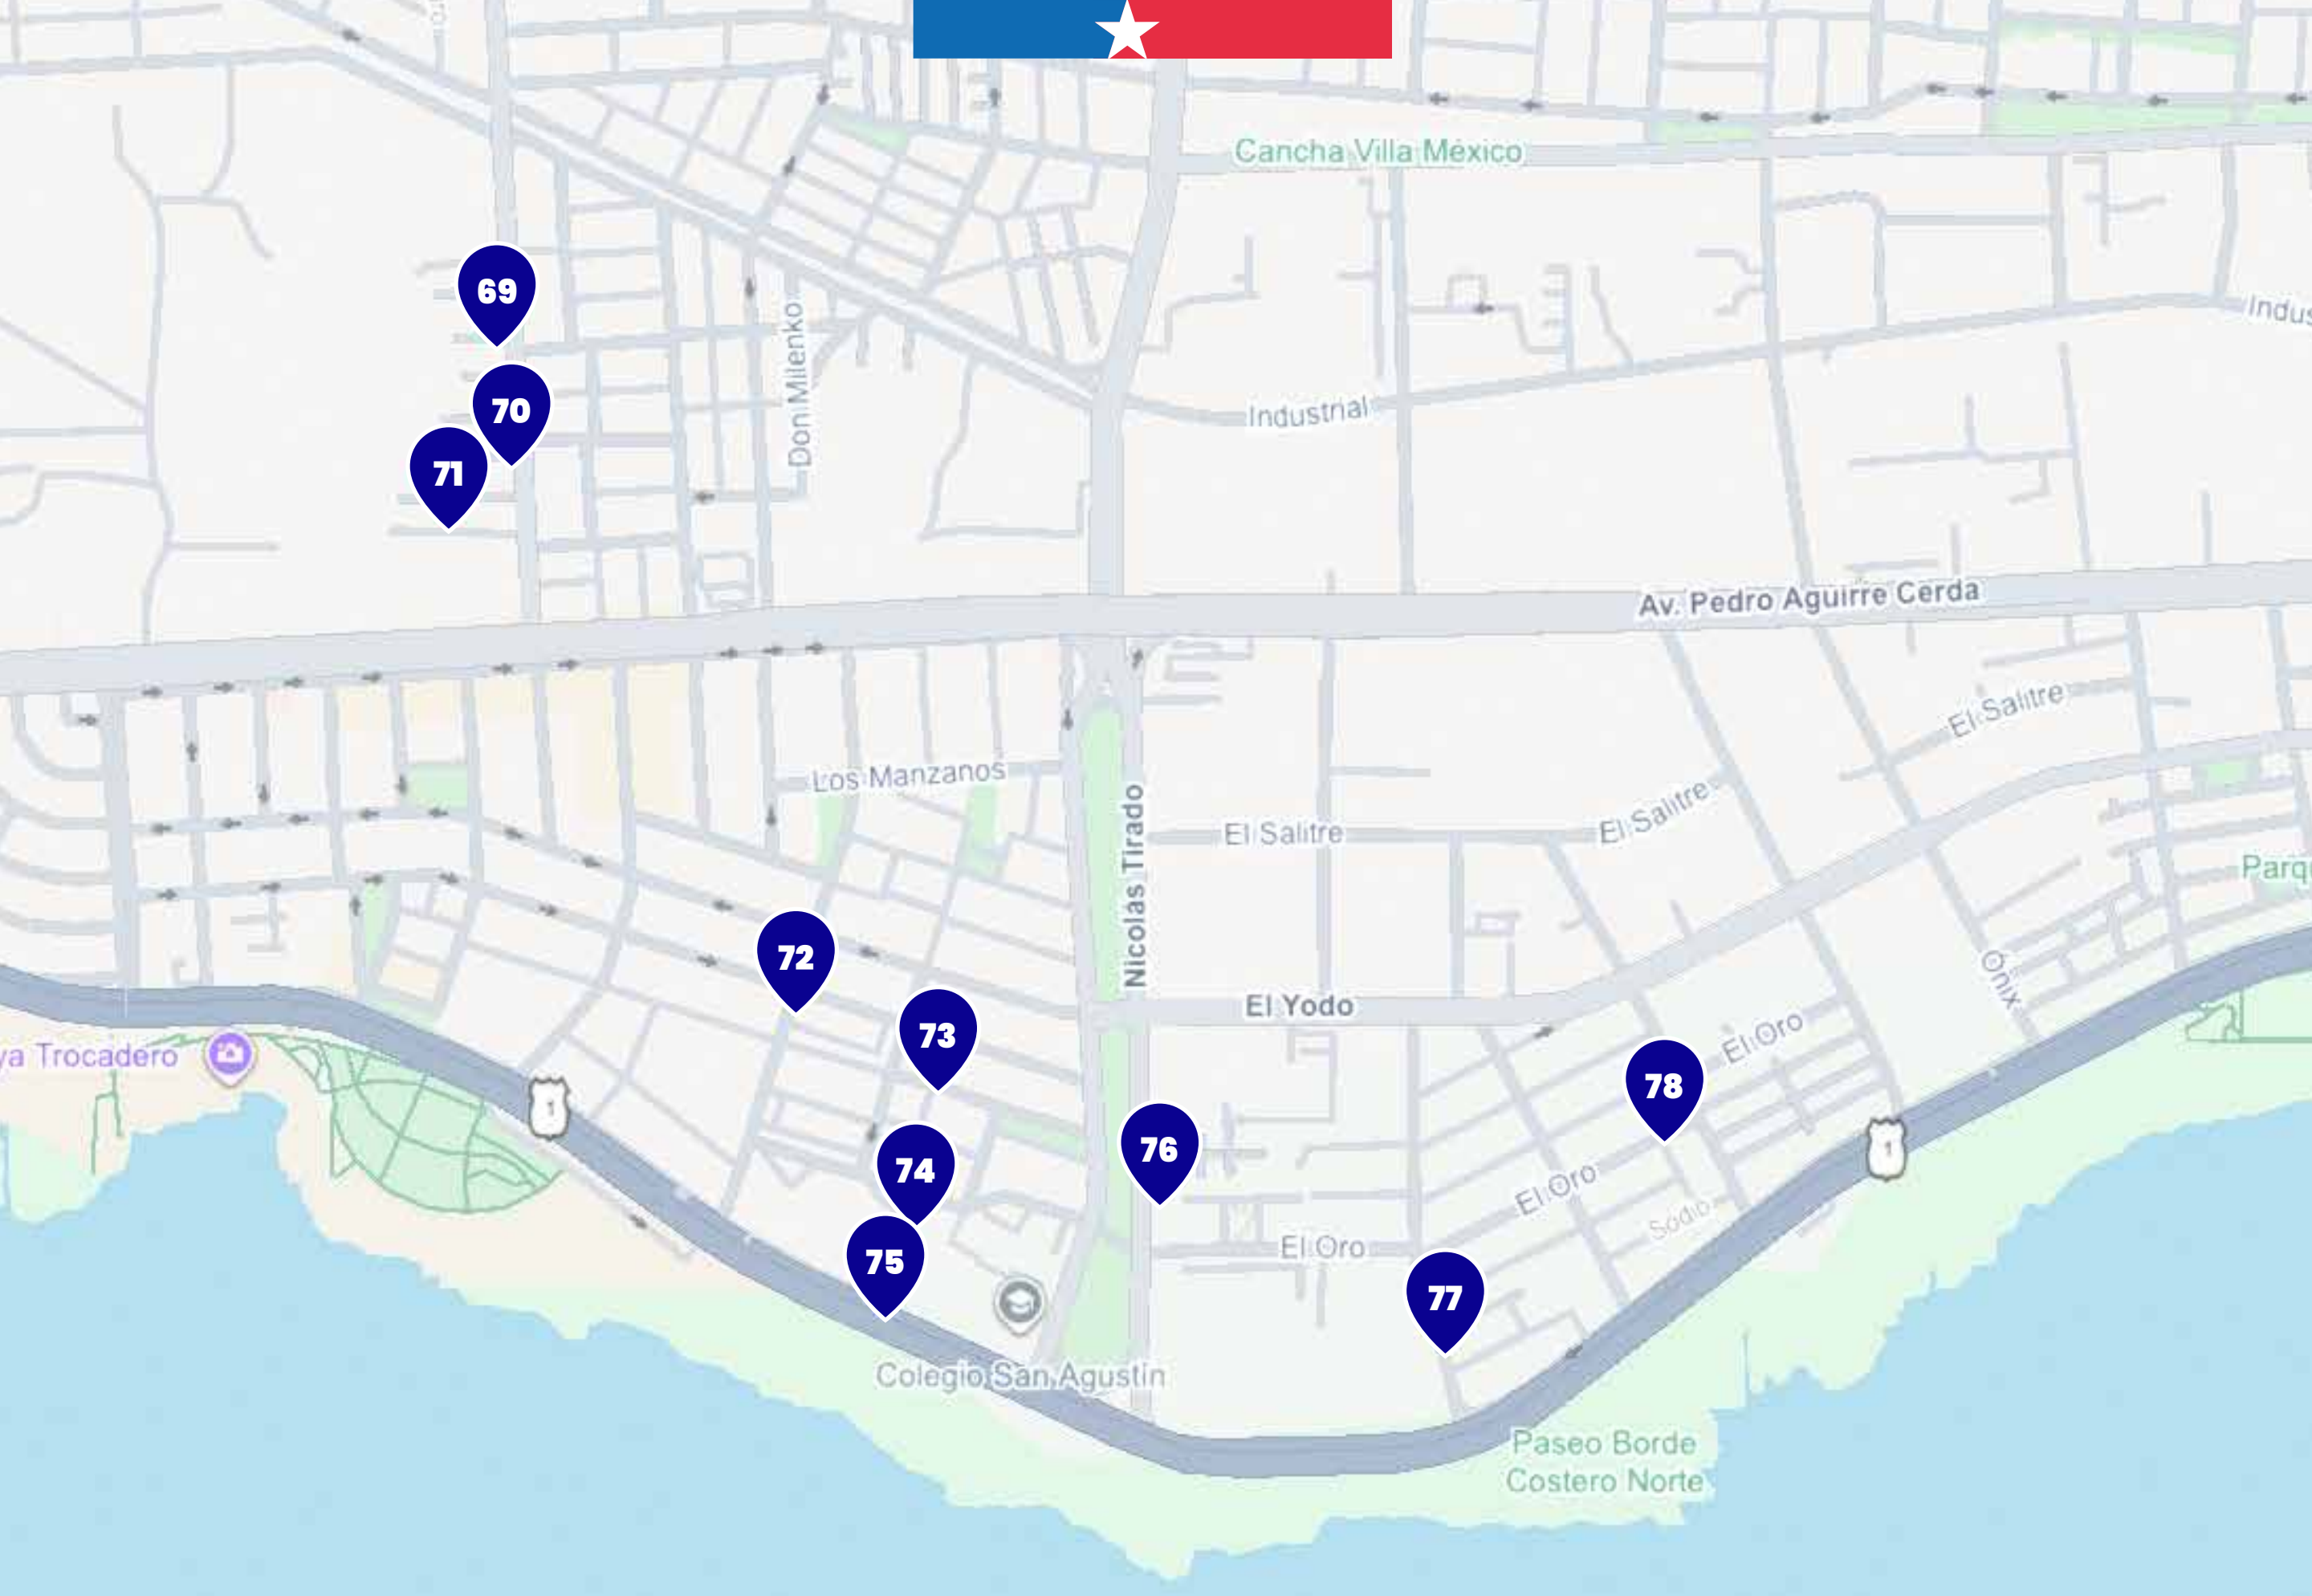 Cancha Villa México
69
Indus
Don Milenko
70
Industrial
71
Av. Pedro Aguirre Cerda
El Salitre
Los Manzanos
Nicolas Tirado
El Salitre
El Salitre
Parq
72
Ónix
El Yodo
73
El Oro
ya Trocadero
78
1
76
1
74
El Oro
Sodio
75
El Oro
77
Colegio San Agustín
Paseo Borde
Costero Norte